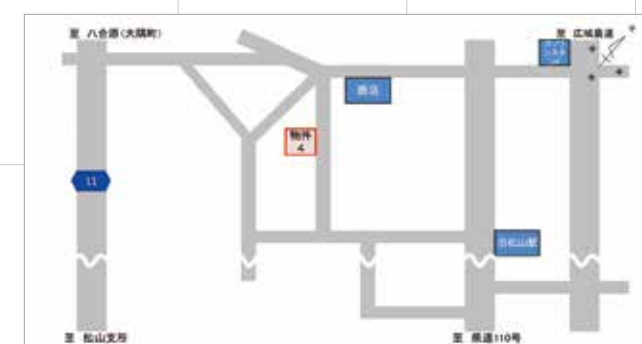 至 八合原（大隅町）
至 広域農道
商店
物件
4
11
旧松山駅
至 松山支所
至 県道110号